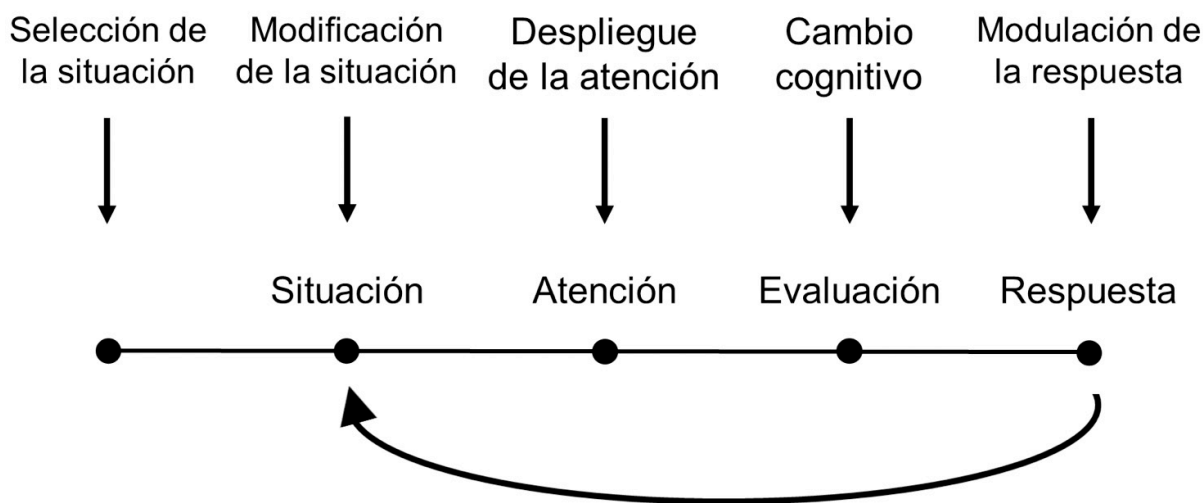 Selección de
la situación
Modificación
de la situación
Despliegue
de la atención
Cambio
cognitivo
Modulación de
la respuesta
Situación
Atención
Evaluación
Respuesta